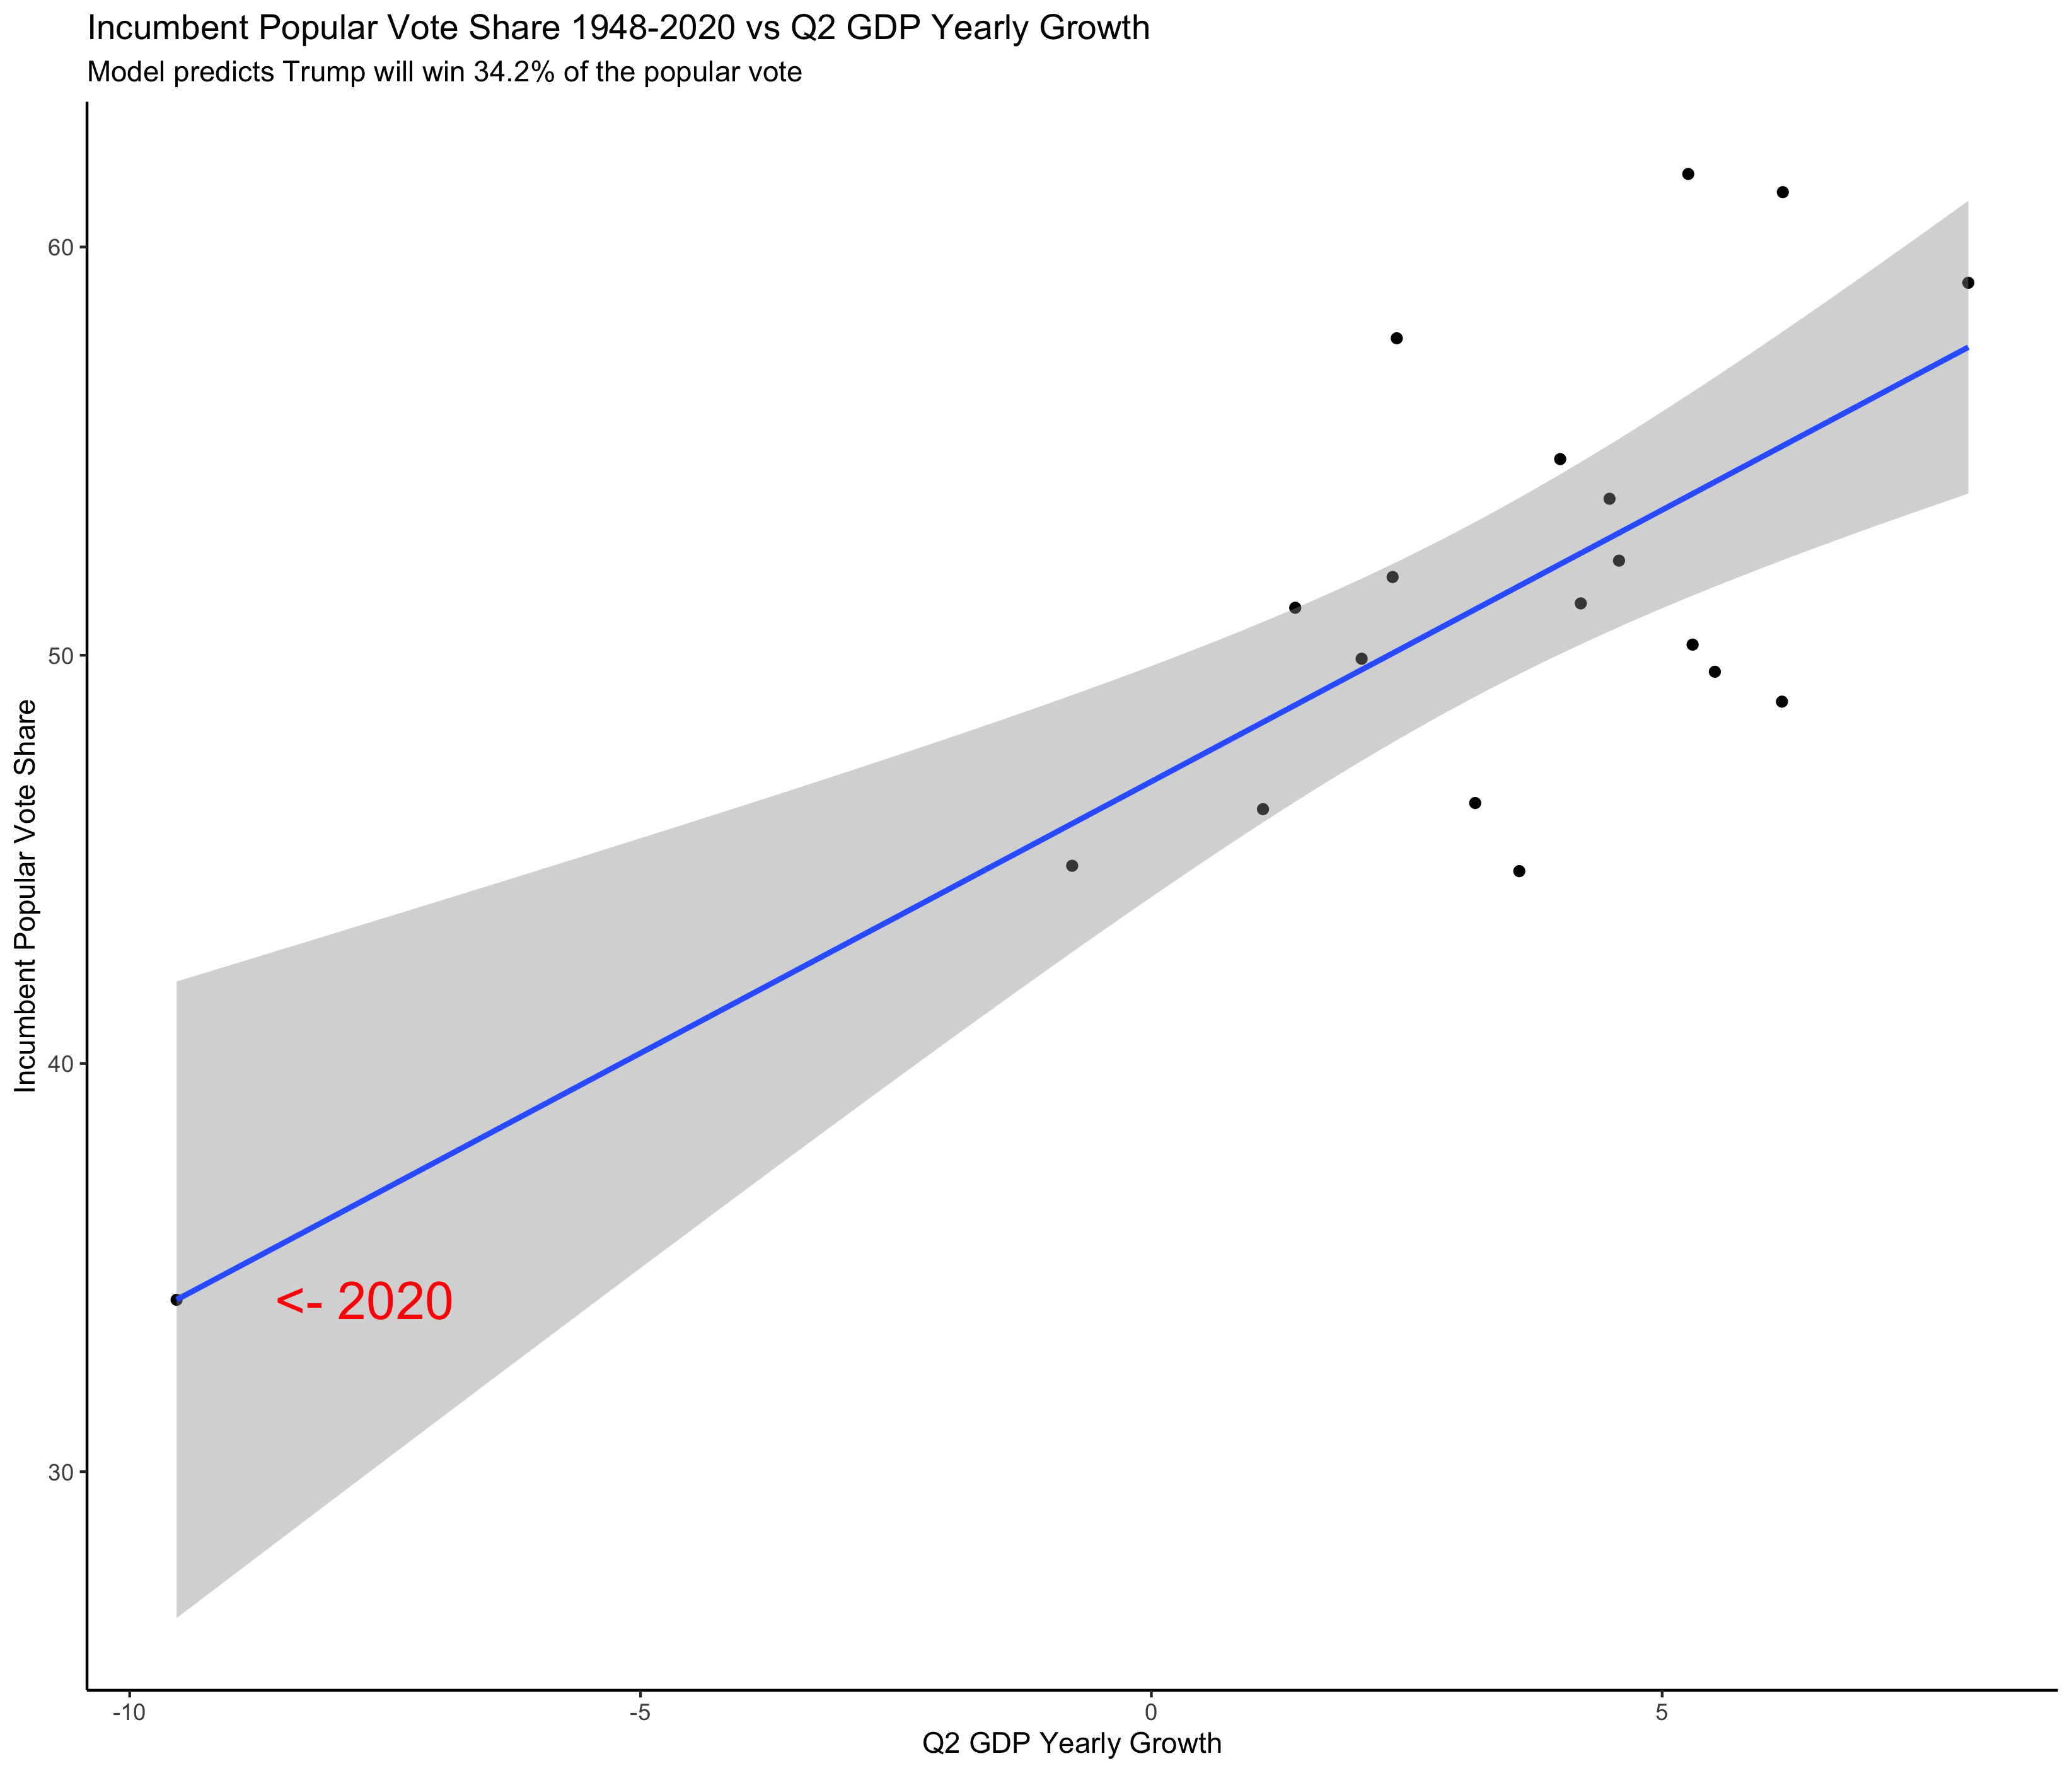 Incumbent Popular Vote Share 1948-2020 vs Q2 GDP Yearly Growth
Model predicts Trump will win 34.2% of the popular vote
60
50
40
30
Incumbent Popular Vote Share
<- 2020
-10
-5
0
5
Q2 GDP Yearly Growth